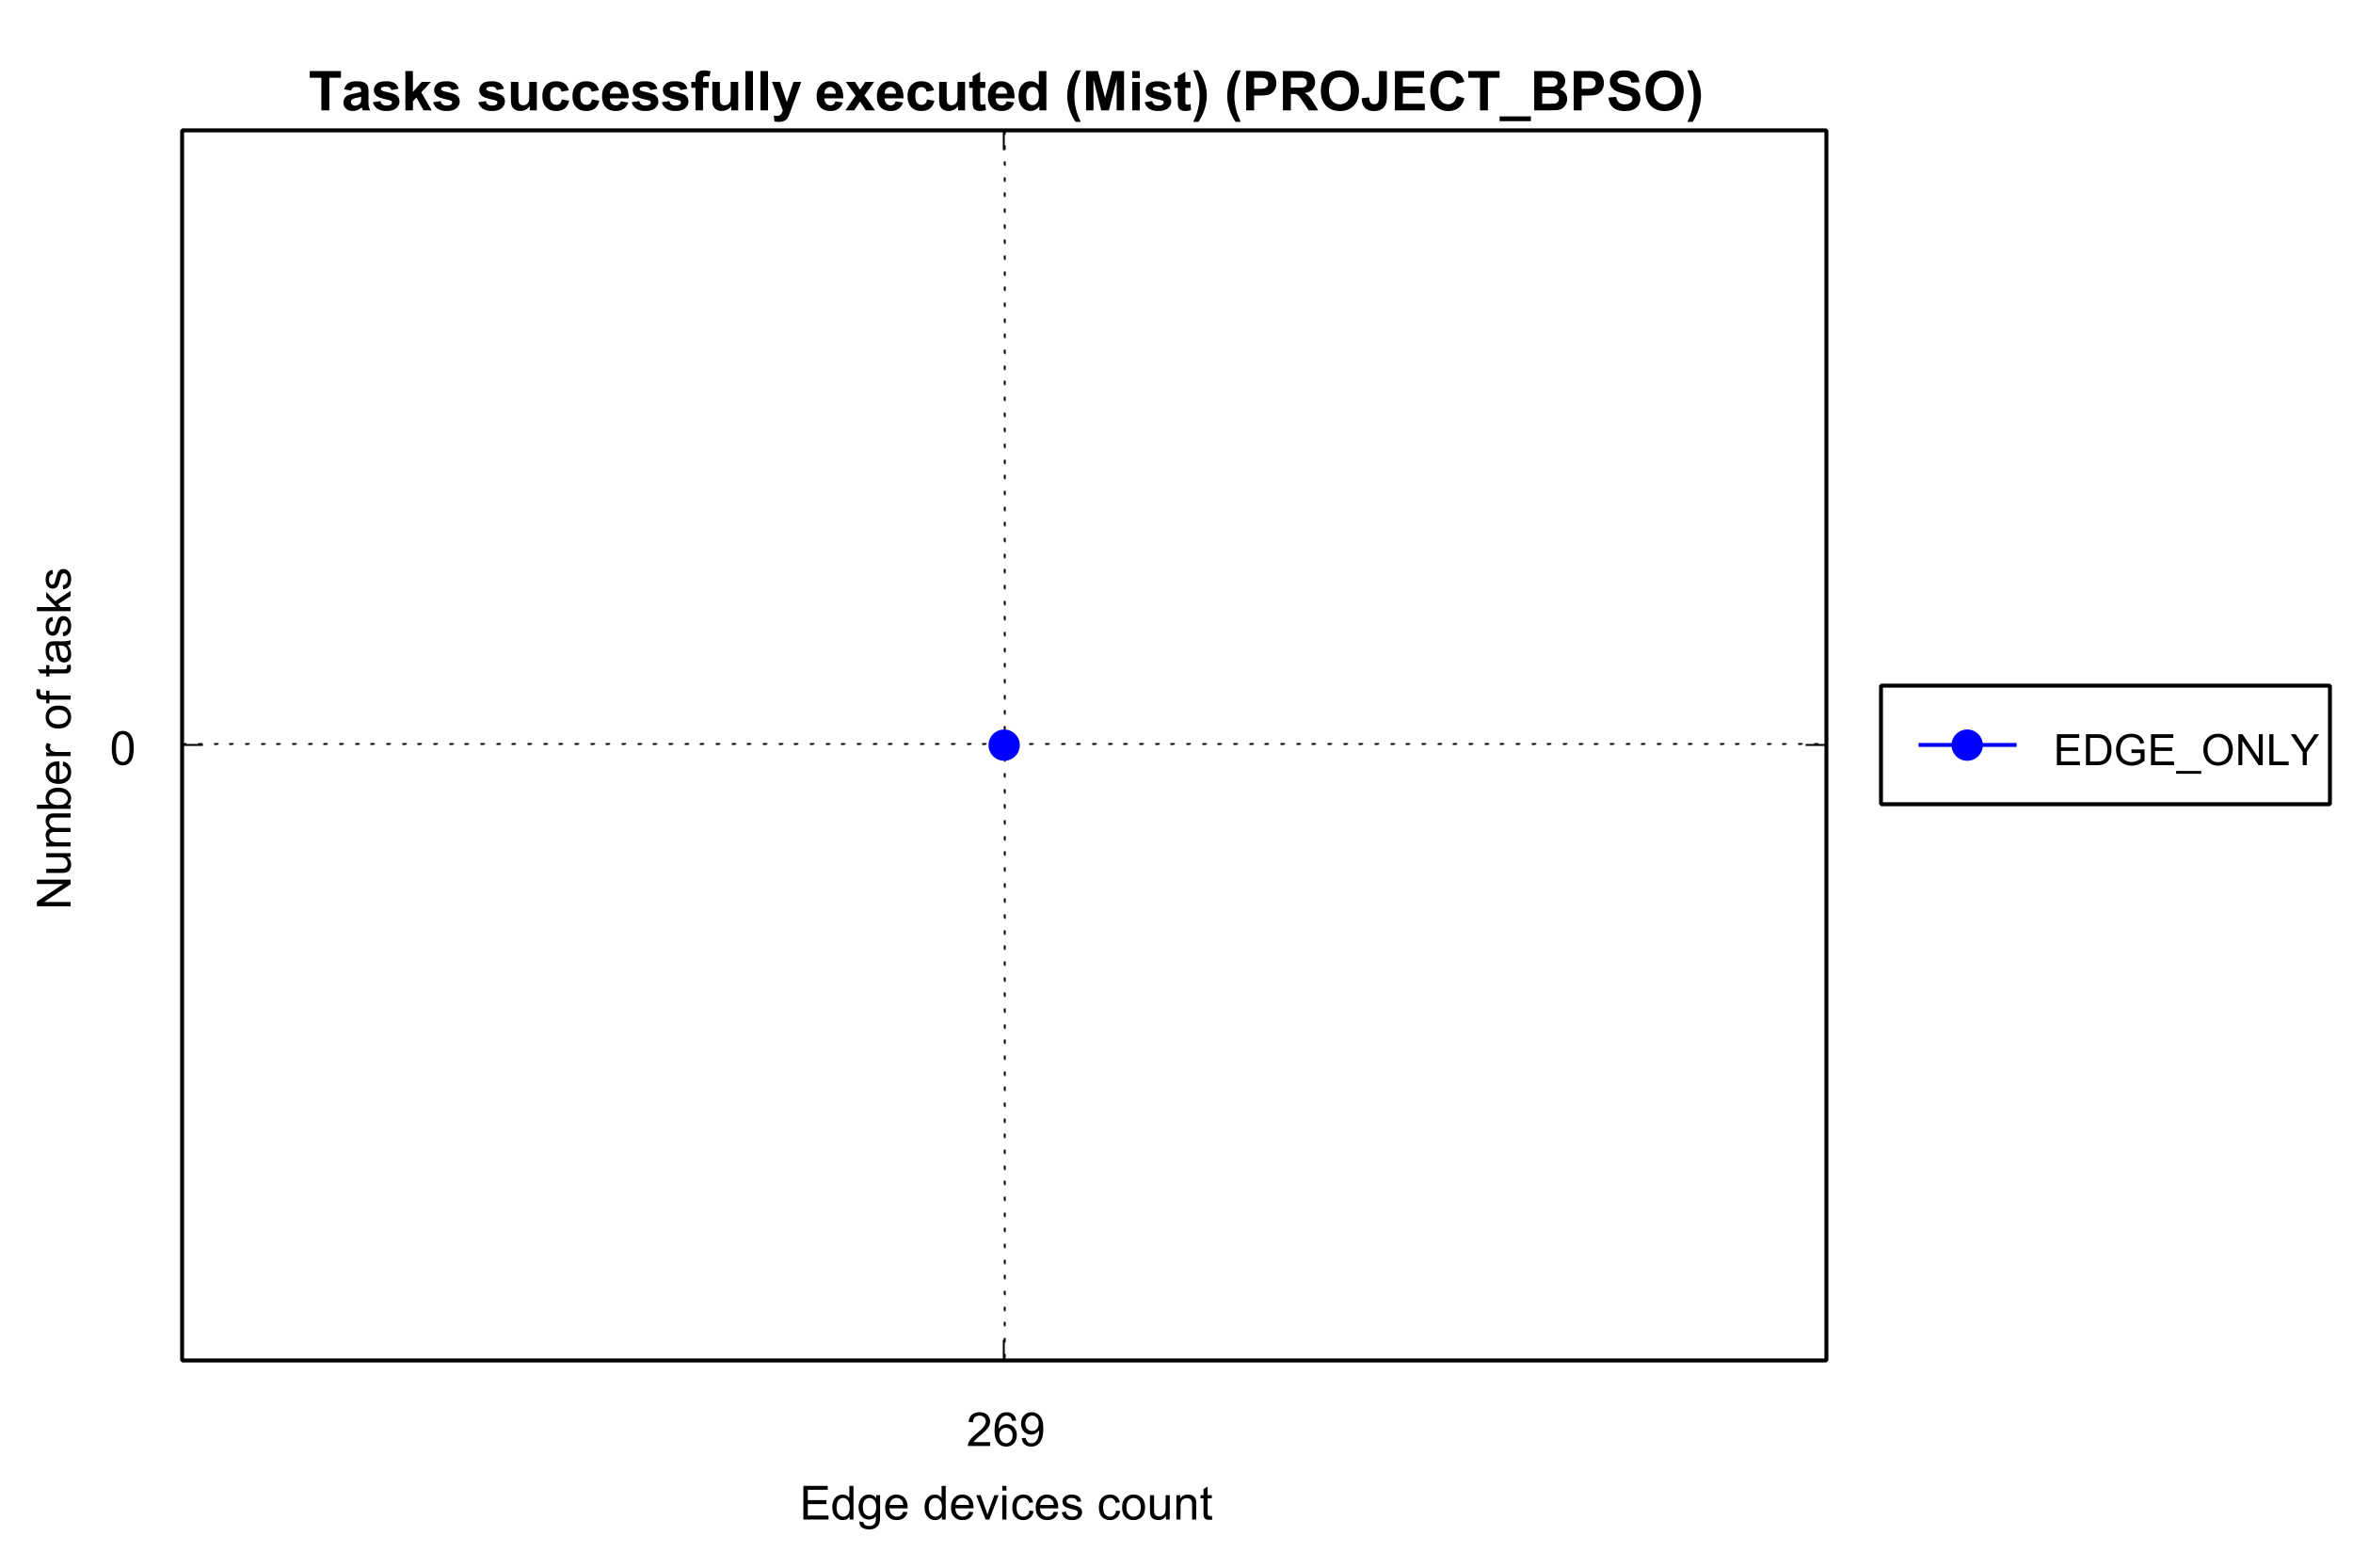 Tasks successfully executed (Mist) (PROJECT_BPSO)
Number of tasks
0
EDGE_ONLY
269
Edge devices count